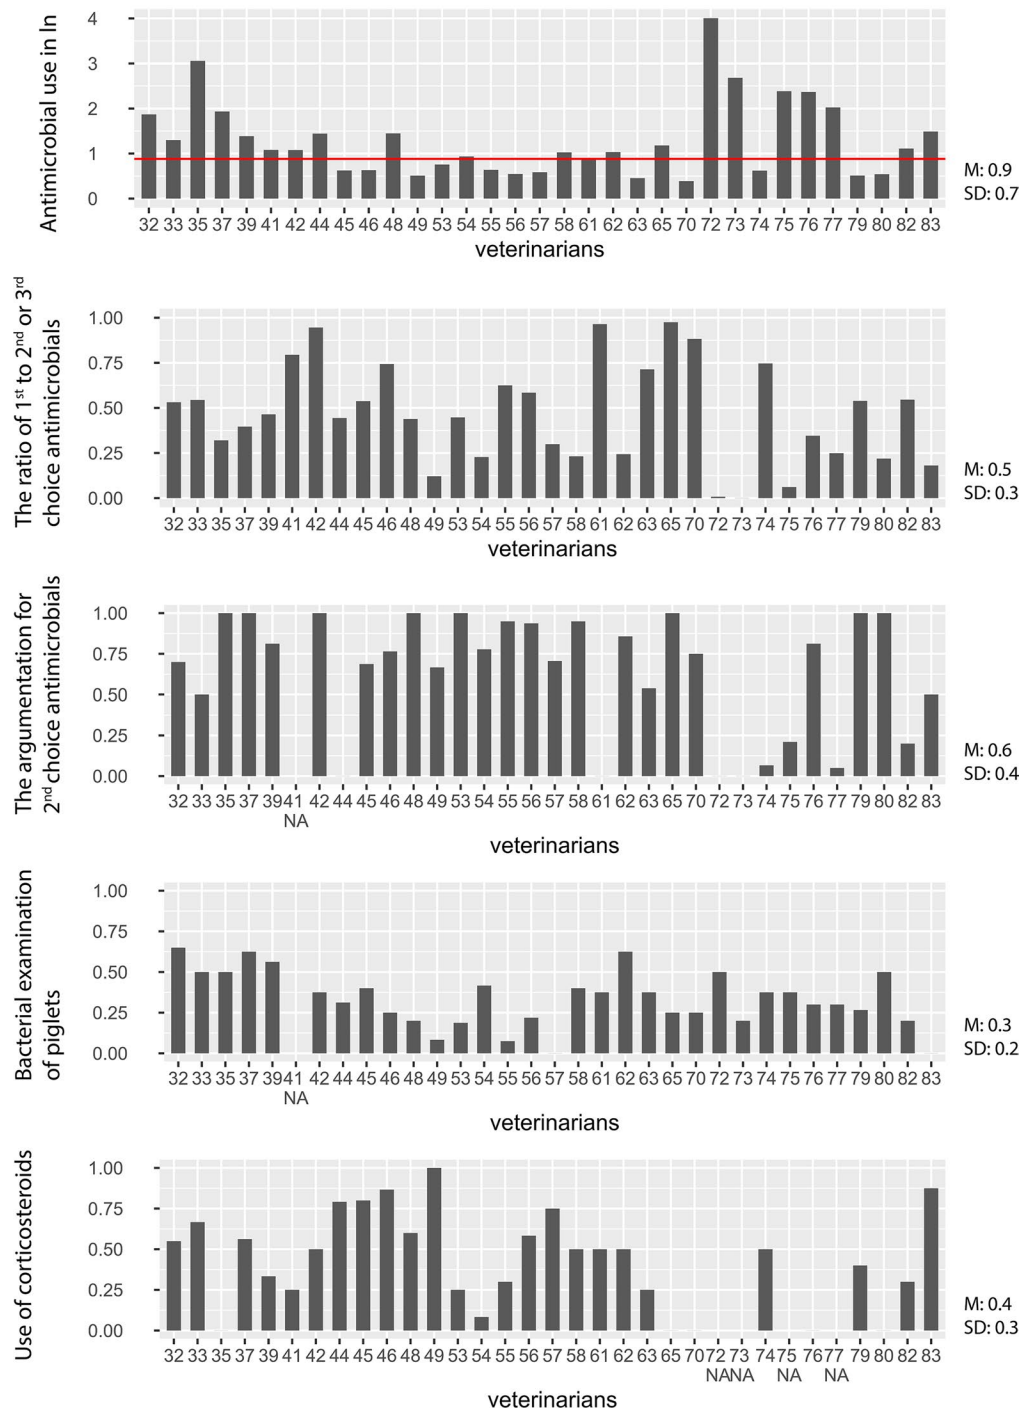 Antimicrobial use in ln
4
3
2
1
0
32 33 35 37 39 41 42 44 45 46 48 49 53 54 55 56 57 58 61 62 63 65 70 72 73 74 75 76 77 79 80 82 83
veterinarians
M: 0.9
SD: 0.7
The ratio of 1st to 2nd or 3rd
choice antimicrobials
1.00
0.75
0.50
0.25
0.00
32 33 35 37 39 41 42 44 45 46 48 49 53 54 55 56 57 58 61 62 63 65 70 72 73 74 75 76 77 79 80 82 83
veterinarians
M: 0.5
SD: 0.3
The argumentation for
2nd choice antimicrobials
1.00
0.75
0.50
0.25
0.00
32 33 35 37 39 41 42 44 45 46 48 49 53 54 55 56 57 58 61 62 63 65 70 72 73 74 75 76 77 79 80 82 83
NA
veterinarians
M: 0.6
SD: 0.4
Bacterial examination
of piglets
1.00
0.75
0.50
0.25
0.00
32 33 35 37 39 41 42 44 45 46 48 49 53 54 55 56 57 58 61 62 63 65 70 72 73 74 75 76 77 79 80 82 83
NA
veterinarians
M: 0.3
SD: 0.2
Use of corticosteroids
1.00
0.75
0.50
0.25
0.00
32 33 35 37 39 41 42 44 45 46 48 49 53 54 55 56 57 58 61 62 63 65 70 72 73 74 75 76 77 79 80 82 83
NA NA NA NA
veterinarians
M: 0.4
SD: 0.3